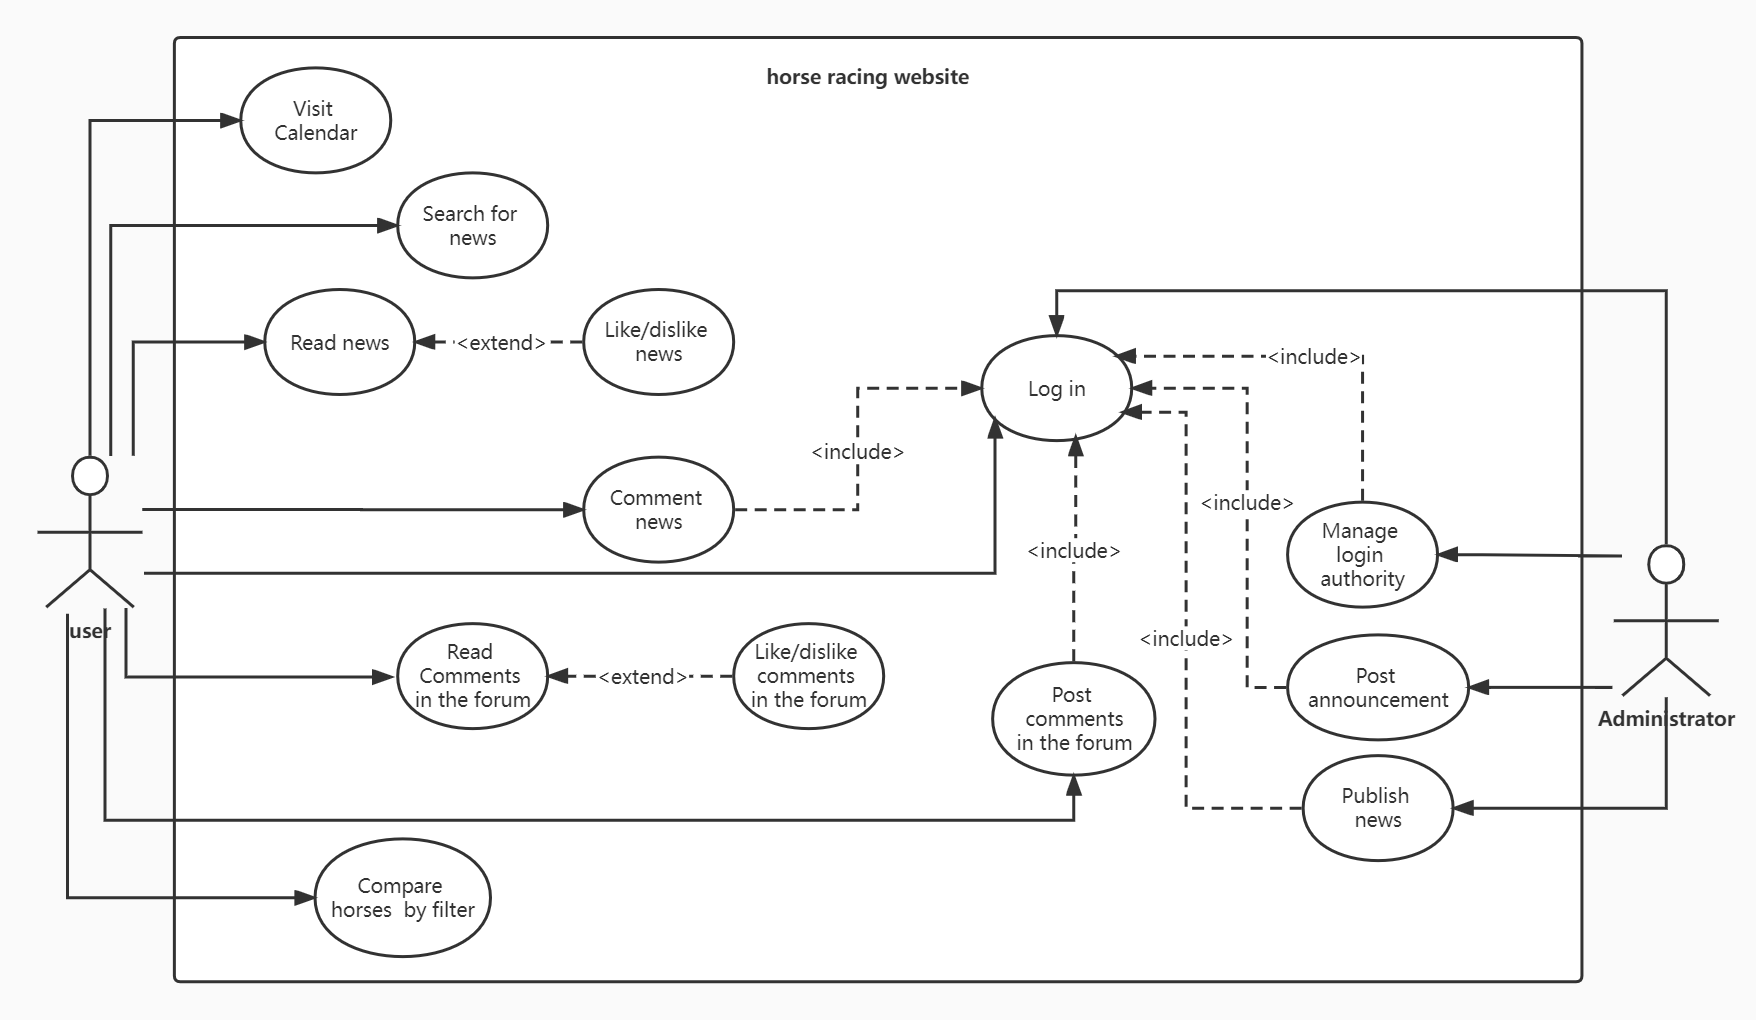 horse racing website
Visit
Calendar
Search for
news
Read news
<extend>
Like/dislike
news
Log in
<include>
<include>
Comment
news
<include>
<include>
Manage
login
authority
<include>
user
Read
Comments
in the forum
<extend>
Like/dislike
comments
in the forum
Post
comments
in the forum
Post
announcement
Administrator
Publish
news
Compare
horses  by filter